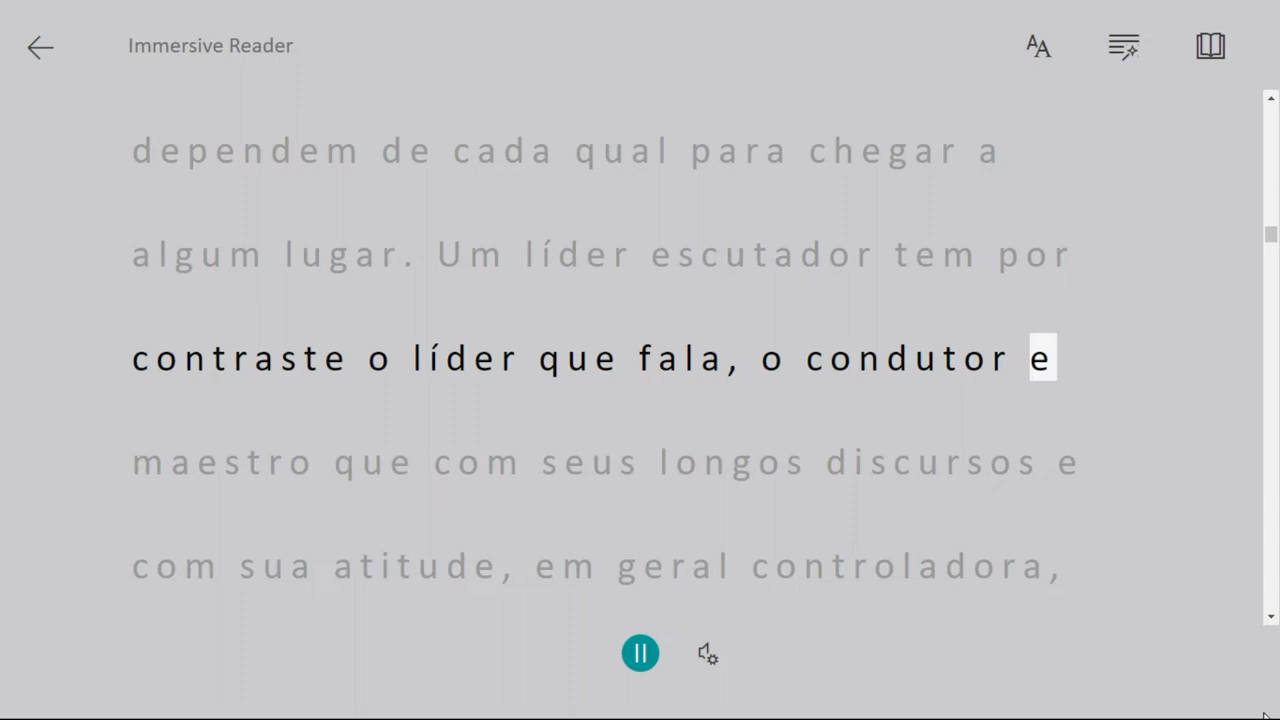 Immersive Reader
dependem de cada qual para chegar a
algum lugar. Um líder escutador tem por
contraste o líder que fala, o condutor e
maestro que com seus longos discursos e
com sua atitude, em geral controladora,